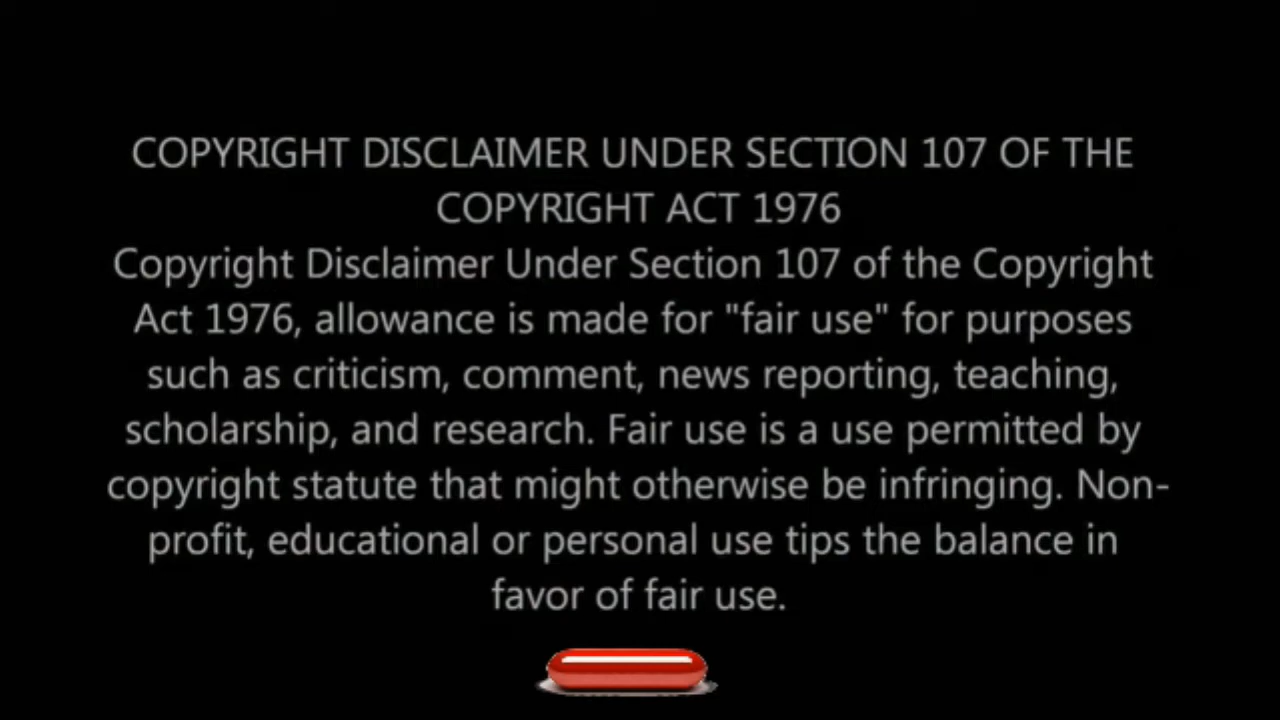 COPYRIGHT DISCLAIMER UNDER SECTION 107 OF THE
COPYRIGHT ACT 1976
Copyright Disclaimer Under Section 107 of the Copyright
Act 1976, allowance is made for "fair use" for purposes
such as criticism, comment, news reporting, teaching,
scholarship, and research. Fair use is a use permitted by
copyright statute that might otherwise be infringing. Non-
profit, educational or personal use tips the balance in
favor of fair use.